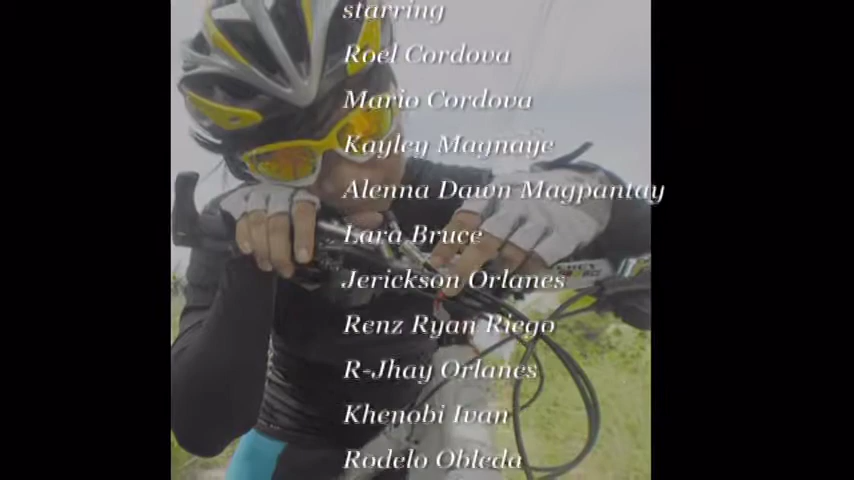 starring
Roel Cordova
Mario Cordova
Kayley Magnaye
Alenna Dawn Magpantay
Lara Bruce
Jerickson Orlanes
Renz Ryan Riego
R-Jhay Orlanes
Khenobi Ivan
Rodelo Obleda